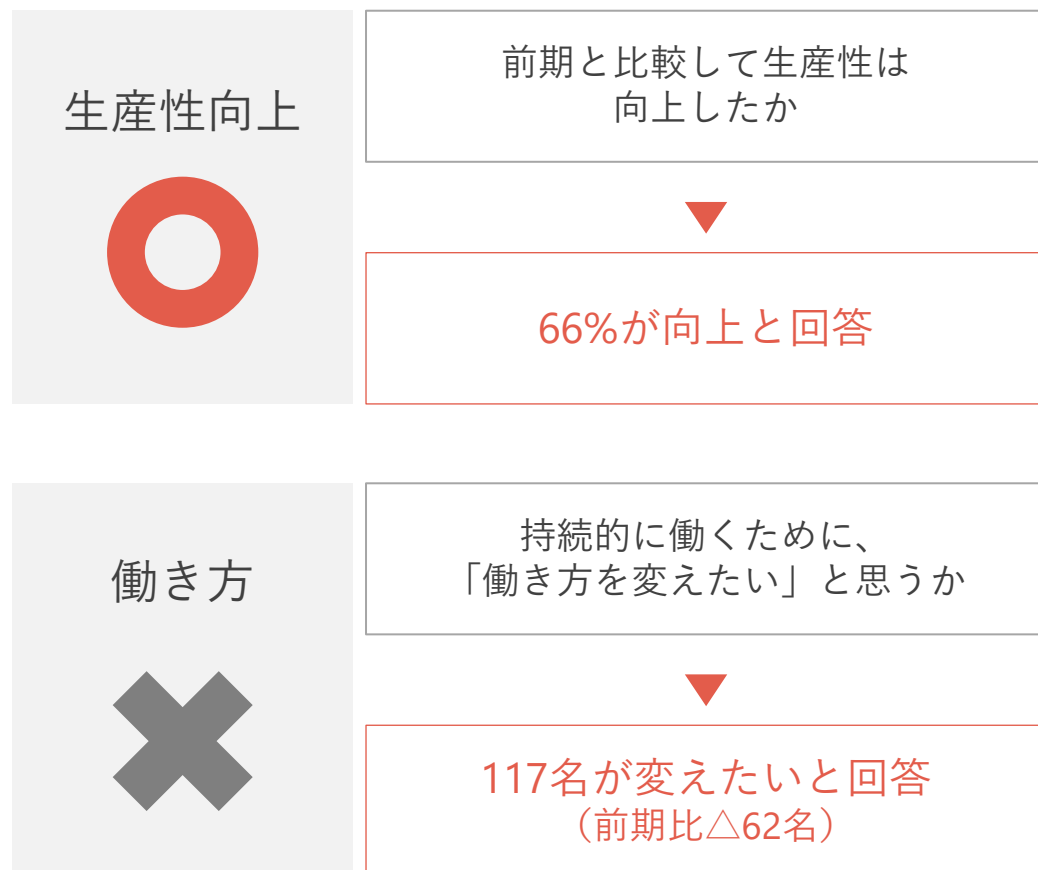 生産性向上
前期と比較して生産性は
向上したか
66%が向上と回答
働き方
持続的に働くために、
「働き方を変えたい」と思うか
117名が変えたいと回答
（前期比△62名）